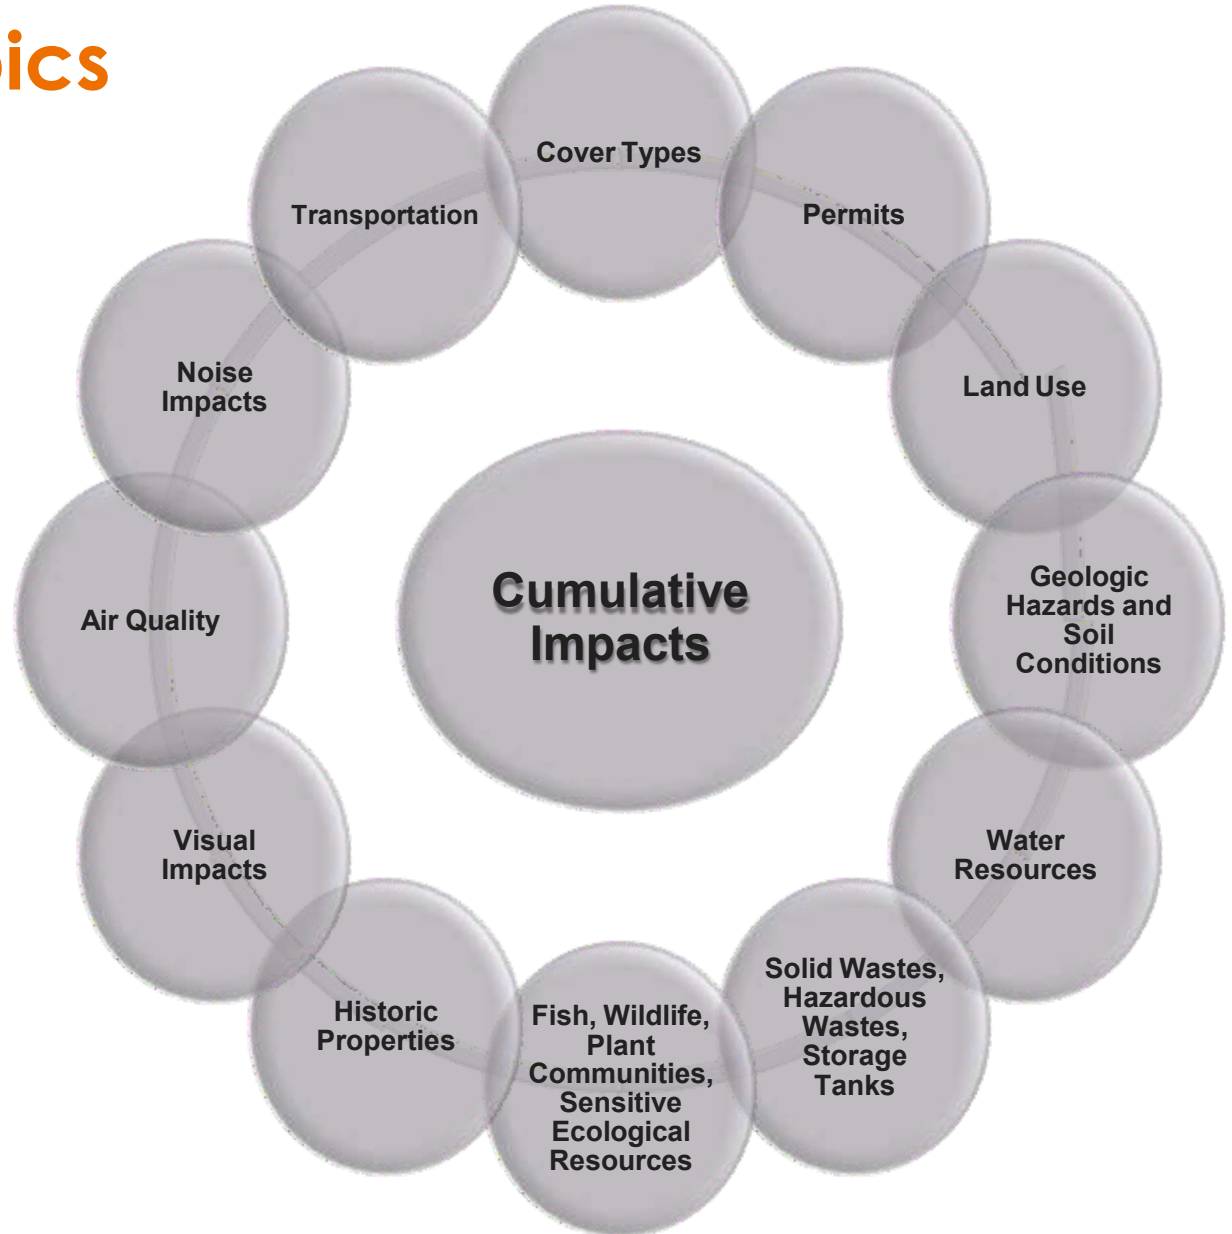 pics
Cover Types
Permits
Land Use
Geologic
Hazards and
Soil
Conditions
Water
Resources
Solid Wastes,
Hazardous
Wastes,
Storage
Tanks
Fish, Wildlife,
Plant
Communities,
Sensitive
Ecological
Resources
Historic
Properties
Visual
Impacts
Air Quality
Noise
Impacts
Transportation
Cumulative
Impacts